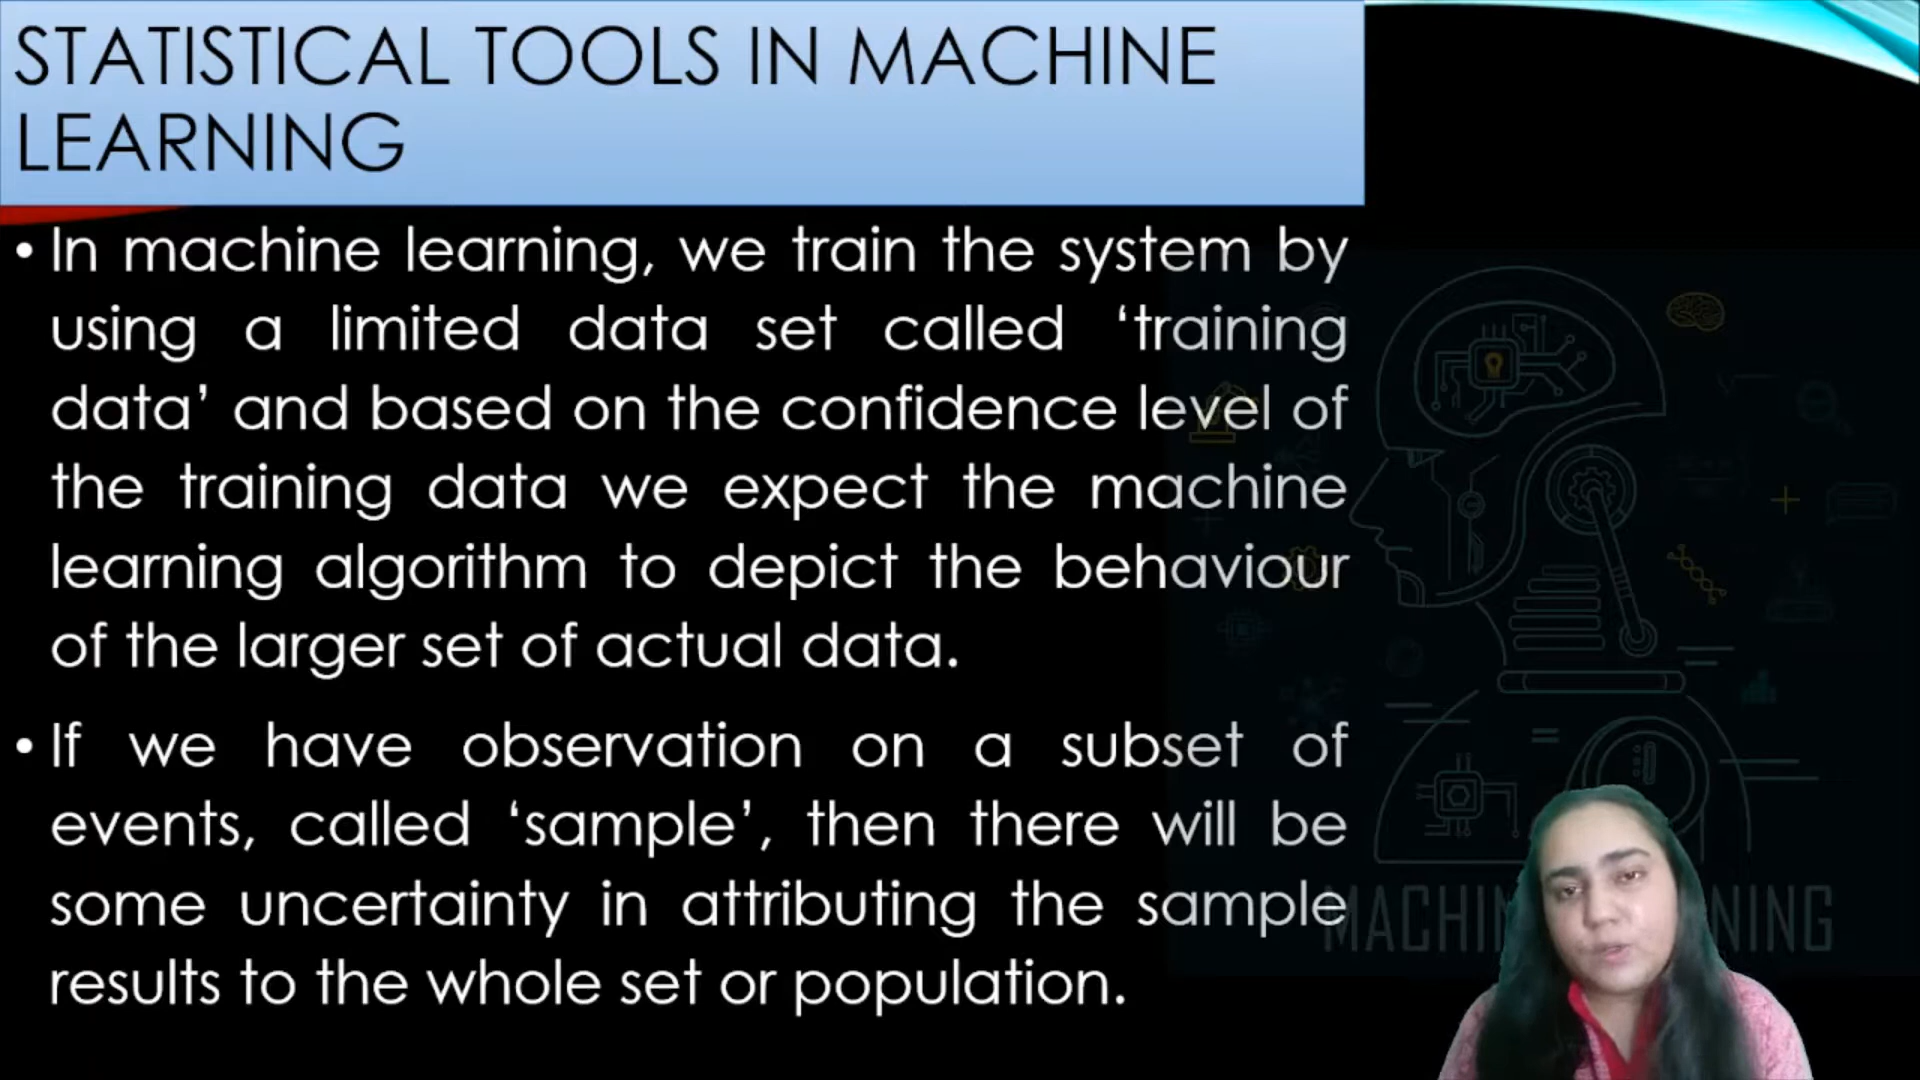 STATISTICAL TOOLS IN MACHINE
LEARNING
• In machine learning, we train the system by
using a limited data set called ‘training
data’ and based on the confidence level of
the training data we expect the machine
learning algorithm to depict the behaviour
of the larger set of actual data.
• If we have observation on a subset of
events, called ‘sample’, then there will be
some uncertainty in attributing the sample
results to the whole set or population.